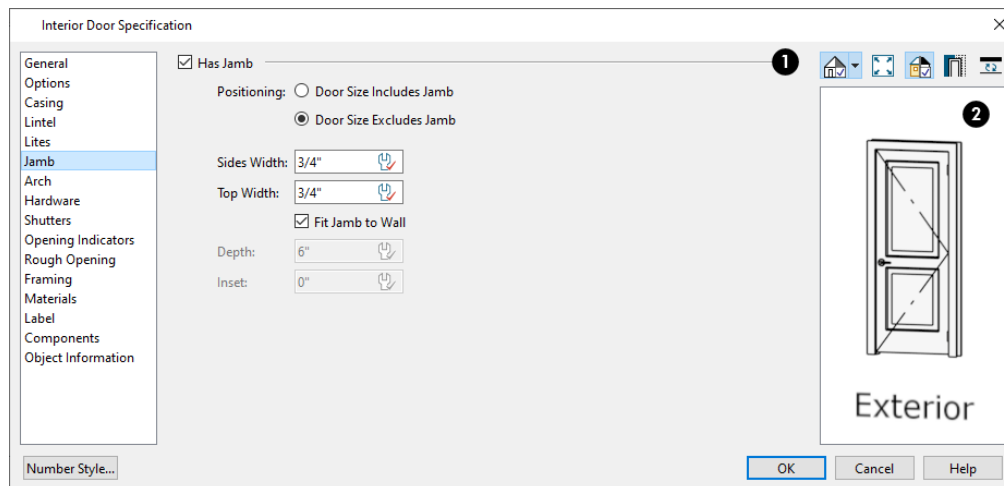 Interior Door Specification
General
Options
Casing
Lintel
Lites
Jamb
Arch
Hardware
Shutters
Opening Indicators
Rough Opening
Framing
Materials
Label
Components
Object Information
Has Jamb
Positioning: Door Size Includes Jamb
Door Size Excludes Jamb
Sides Width: 3/4"
Top Width: 3/4"
Fit Jamb to Wall
Depth: 6"
Inset: 0"
1
2
Exterior
Number Style...
OK Cancel Help